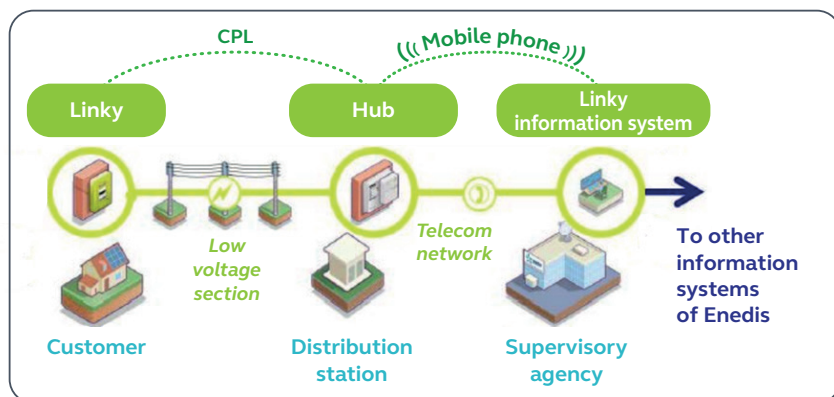 CPL
((( Mobile phone )))
Linky
Hub
Linky
information system
Low
voltage
section
Telecom
network
To other
information
systems
of Enedis
Customer
Distribution
station
Supervisory
agency